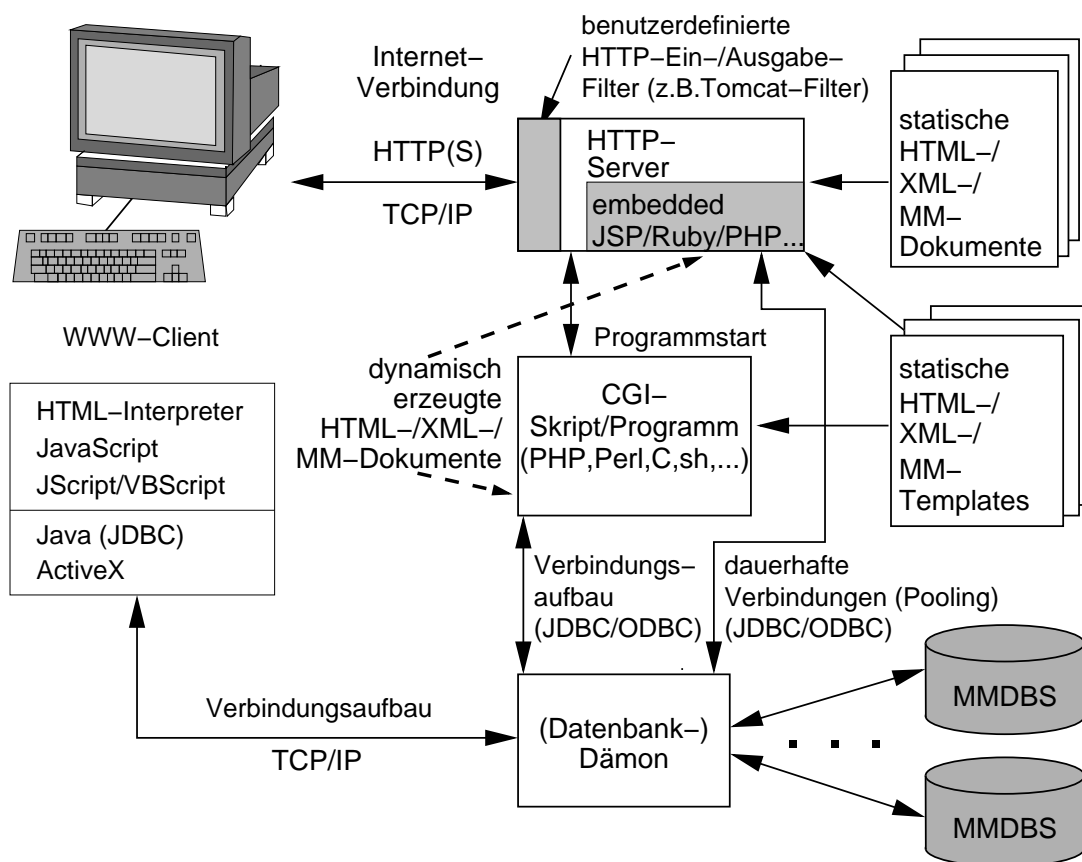 benutzerdefinierte
HTTP–Ein–/Ausgabe–
Filter (z.B.Tomcat–Filter)
Internet–
Verbindung
HTTP(S)
TCP/IP
HTTP–
Server
embedded
JSP/Ruby/PHP...
statische
HTML–/
XML–/
MM–
Dokumente
WWW–Client
HTML–Interpreter
JavaScript
JScript/VBScript
Java (JDBC)
ActiveX
dynamisch
erzeugte
HTML–/XML–/
MM–Dokumente
Programmstart
CGI–
Skript/Programm
(PHP,Perl,C,sh,...)
statische
HTML–/
XML–/
MM–
Templates
Verbindungs–
aufbau
(JDBC/ODBC)
dauerhafte
Verbindungen (Pooling)
(JDBC/ODBC)
Verbindungsaufbau
TCP/IP
(Datenbank–)
Dämon
MMDBS
. . .
MMDBS